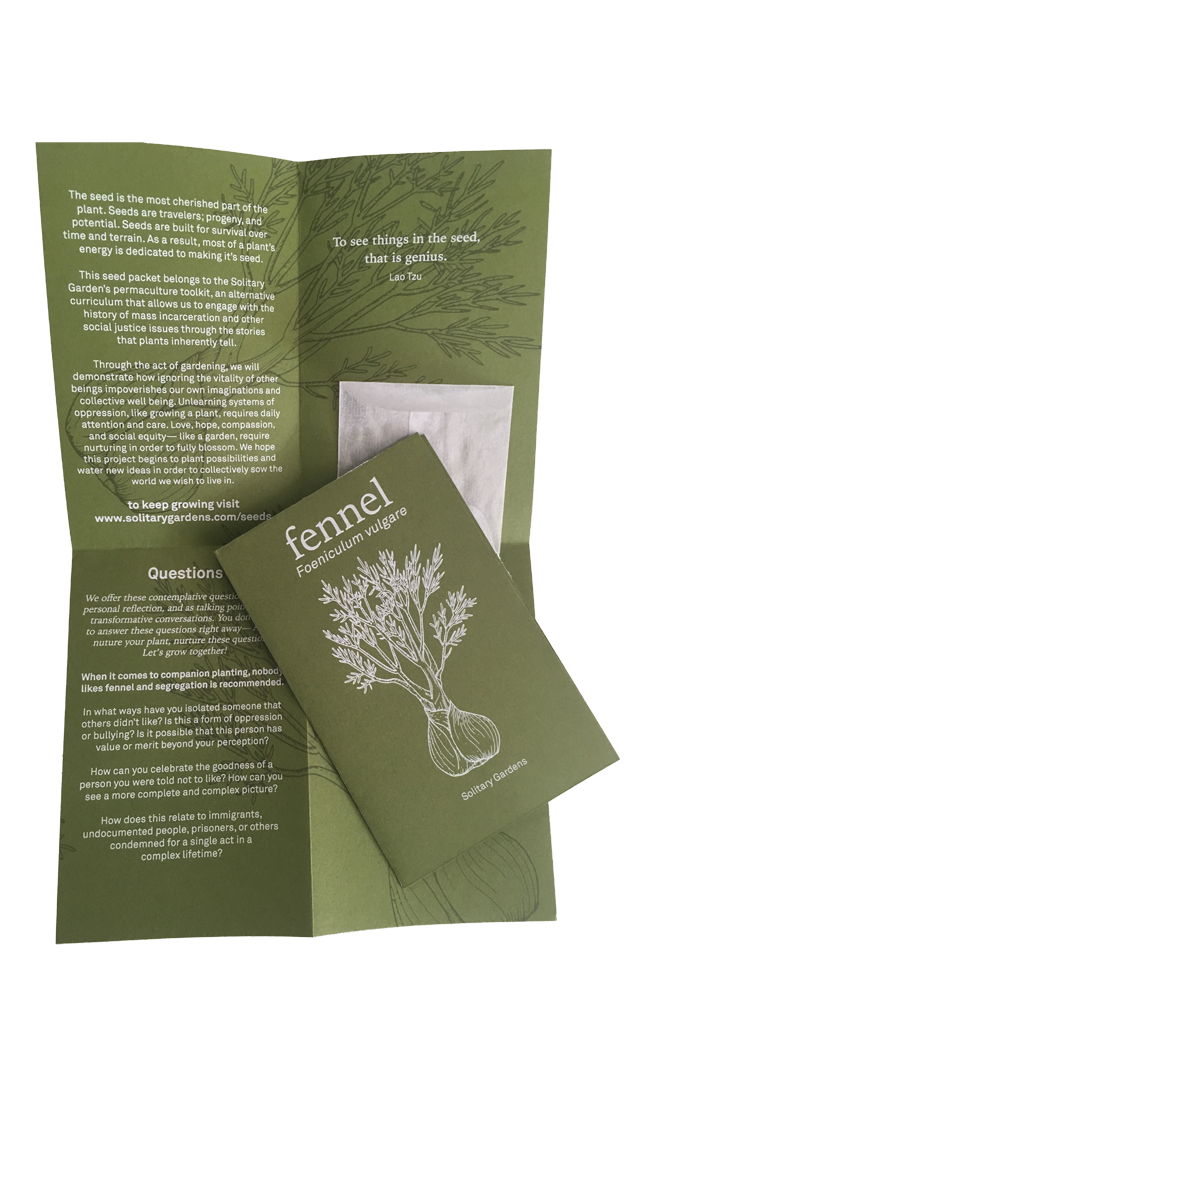 The seed is the most cherished part of the
plant. Seeds are travelers; progeny, and
potential. Seeds are built for survival over
time and terrain. As a result, most of a plant's
energy is dedicated to making it's seed.
This seed packet belongs to the Solitary
Garden's permaculture toolkit, an alternative
curriculum that allows us to engage with the
history of mass incarceration and other
social justice issues through the stories
that plants inherently tell.
Through the act of gardening, we will
demonstrate how ignoring the vitality of other
beings impoverishes our own imaginations and
collective well being. Unlearning systems of
oppression, like growing a plant, requires daily
attention and care. Love, hope, compassion,
and social equity— like a garden, require
nurturing in order to fully blossom. We hope
this project begins to plant possibilities and
water new ideas in order to collectively sow the
world we wish to live in.
to keep growing visit
www.solitarygardens.com/seeds
To see things in the seed,
that is genius.
Lao Tzu
Questions
We offer these contemplative
personal reflection, and as talking
transformative conversations. You
to answer these questions right away—
nuture your plant, nurture these
Let's grow together!
When it comes to companion planting, nobody
likes fennel and segregation is recommended.
In what ways have you isolated someone that
others didn't like? Is this a form of oppression
or bullying? Is it possible that this person has
value or merit beyond your perception?
How can you celebrate the goodness of a
person you were told not to like? How can you
see a more complete and complex picture?
How does this relate to immigrants,
undocumented people, prisoners, or others
condemned for a single act in a
complex lifetime?
fennel
Foeniculum vulgare
Solitary Gardens